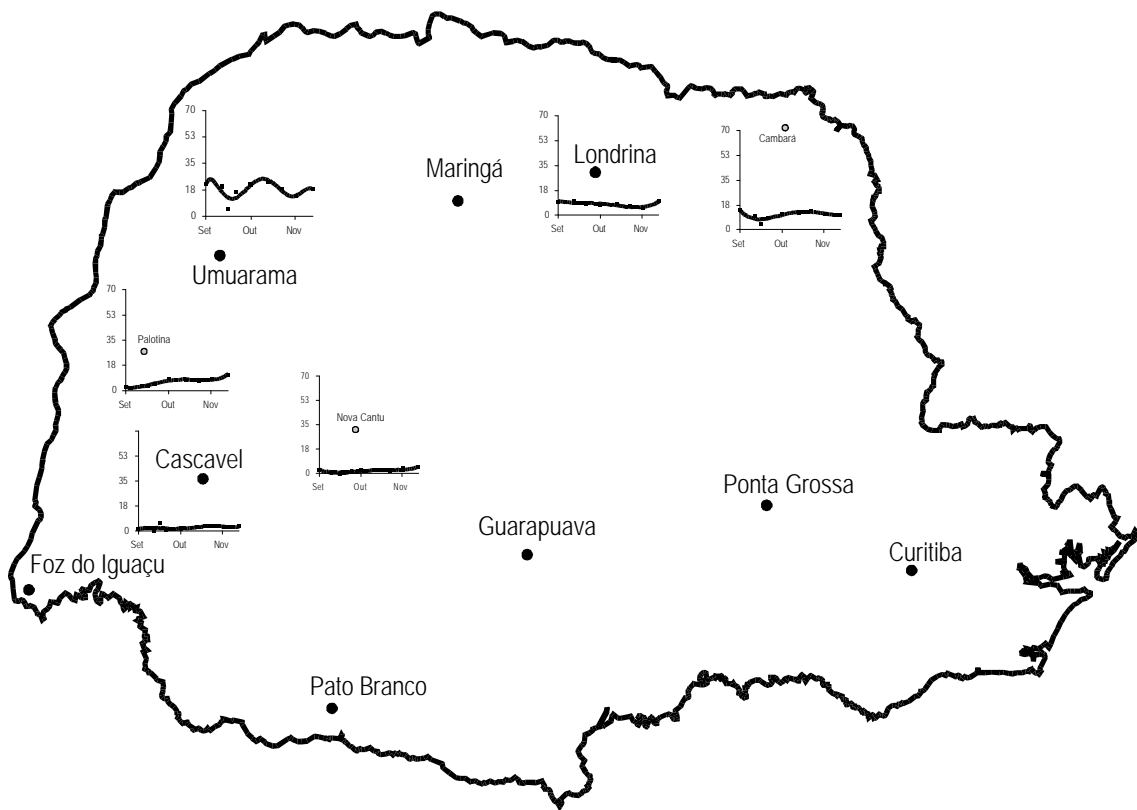 70
53
35
18
0
Set Out Nov
Umuarama
Maringá
70
53
35
18
0
Londrina
Set Out Nov
70
53
35
18
0
Cambará
Set Out Nov
70
53
35
18
0
Palotina
Set Out Nov
70
53
35
18
0
Nova Cantu
Set Out Nov
53
35
18
0
Cascavel
Set Out Nov
Ponta Grossa
Guarapuava
Curitiba
Foz do Iguaçu
Pato Branco